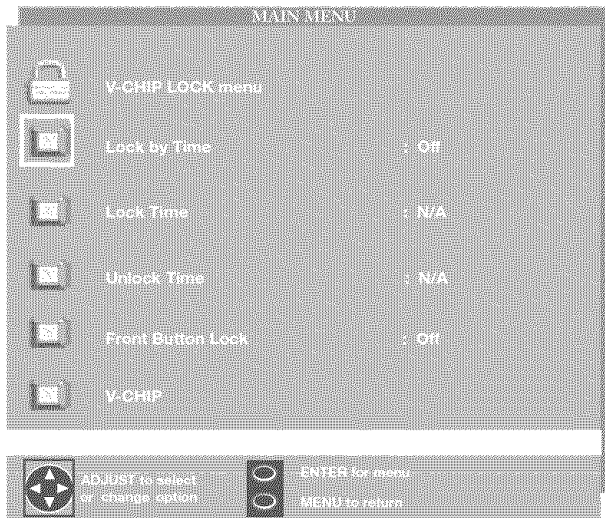 MAIN MENU
V-CHIP LOCK menu
Lock by Time : Off
Lock Time : N/A
Unlock Time : N/A
Front Button Lock : Off
V-CHIP
ADJUST to select
or change option
ENTER for menu
MENU to return